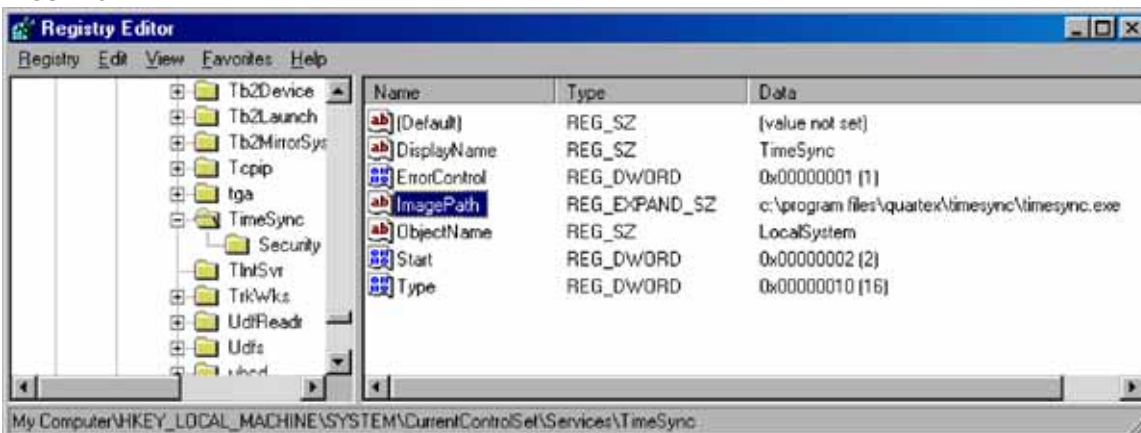 Registry Editor
Registry Edit View Favorites Help
Tb2Device
Tb2Launch
Tb2MirrorSys
Tcpip
tga
TimeSync
Security
TlntSvr
TrkWks
UdfReadr
Udfs
Name Type Data
(Default) REG_SZ (value not set)
DisplayName REG_SZ TimeSync
ErrorControl REG_DWORD 0x00000001 (1)
ImagePath REG_EXPAND_SZ c:\program files\quartex\timesync\timesync.exe
ObjectName REG_SZ LocalSystem
Start REG_DWORD 0x00000002 (2)
Type REG_DWORD 0x00000010 (16)
My Computer\HKEY_LOCAL_MACHINE\SYSTEM\CurrentControlSet\Services\TimeSync